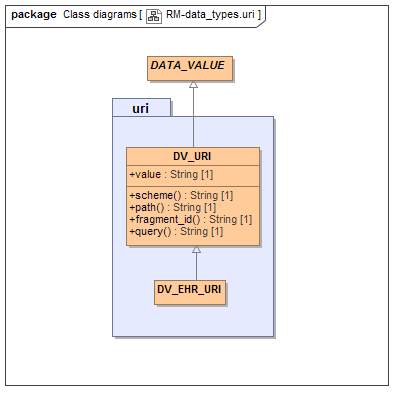 package Class diagrams [ RM-data_types.uri ]
DATA_VALUE
uri
DV_URI
+value : String [1]
+scheme() : String [1]
+path() : String [1]
+fragment_id() : String [1]
+query() : String [1]
DV_EHR_URI